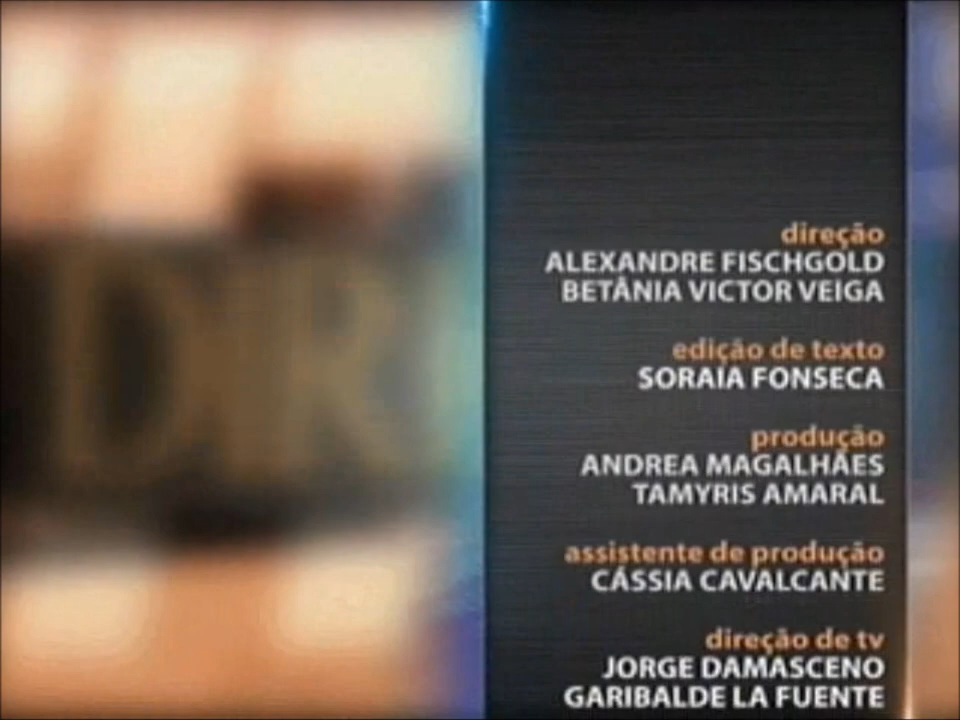 direção
ALEXANDRE FISCHGOLD
BETÂNIA VICTOR VEIGA
edição de texto
SORAIA FONSECA
produção
ANDREA MAGALHÃES
TAMYRIS AMARAL
assistente de produção
CÁSSIA CAVALCANTE
direção de tv
JORGE DAMASCENO
GARIBALDE LA FUENTE